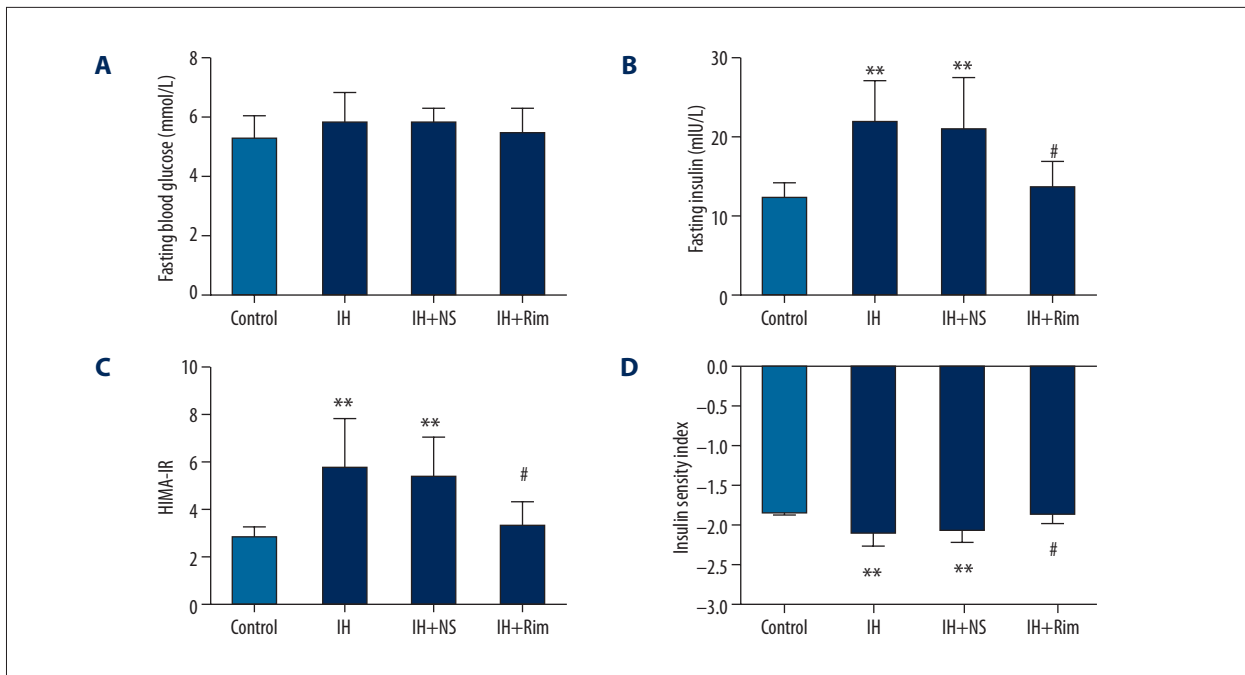 A
Fasting blood glucose (mmol/L)
8
6
4
2
0
Control IH IH+NS IH+Rim
B
Fasting insulin (mIU/L)
30
20
10
0
** ** #
Control IH IH+NS IH+Rim
C
HIMA-IR
10
8
6
4
2
0
** ** #
Control IH IH+NS IH+Rim
D
Insulin sensity index
0.0
−0.5
−1.0
−1.5
−2.0
−2.5
−3.0
** ** #
Control IH IH+NS IH+Rim